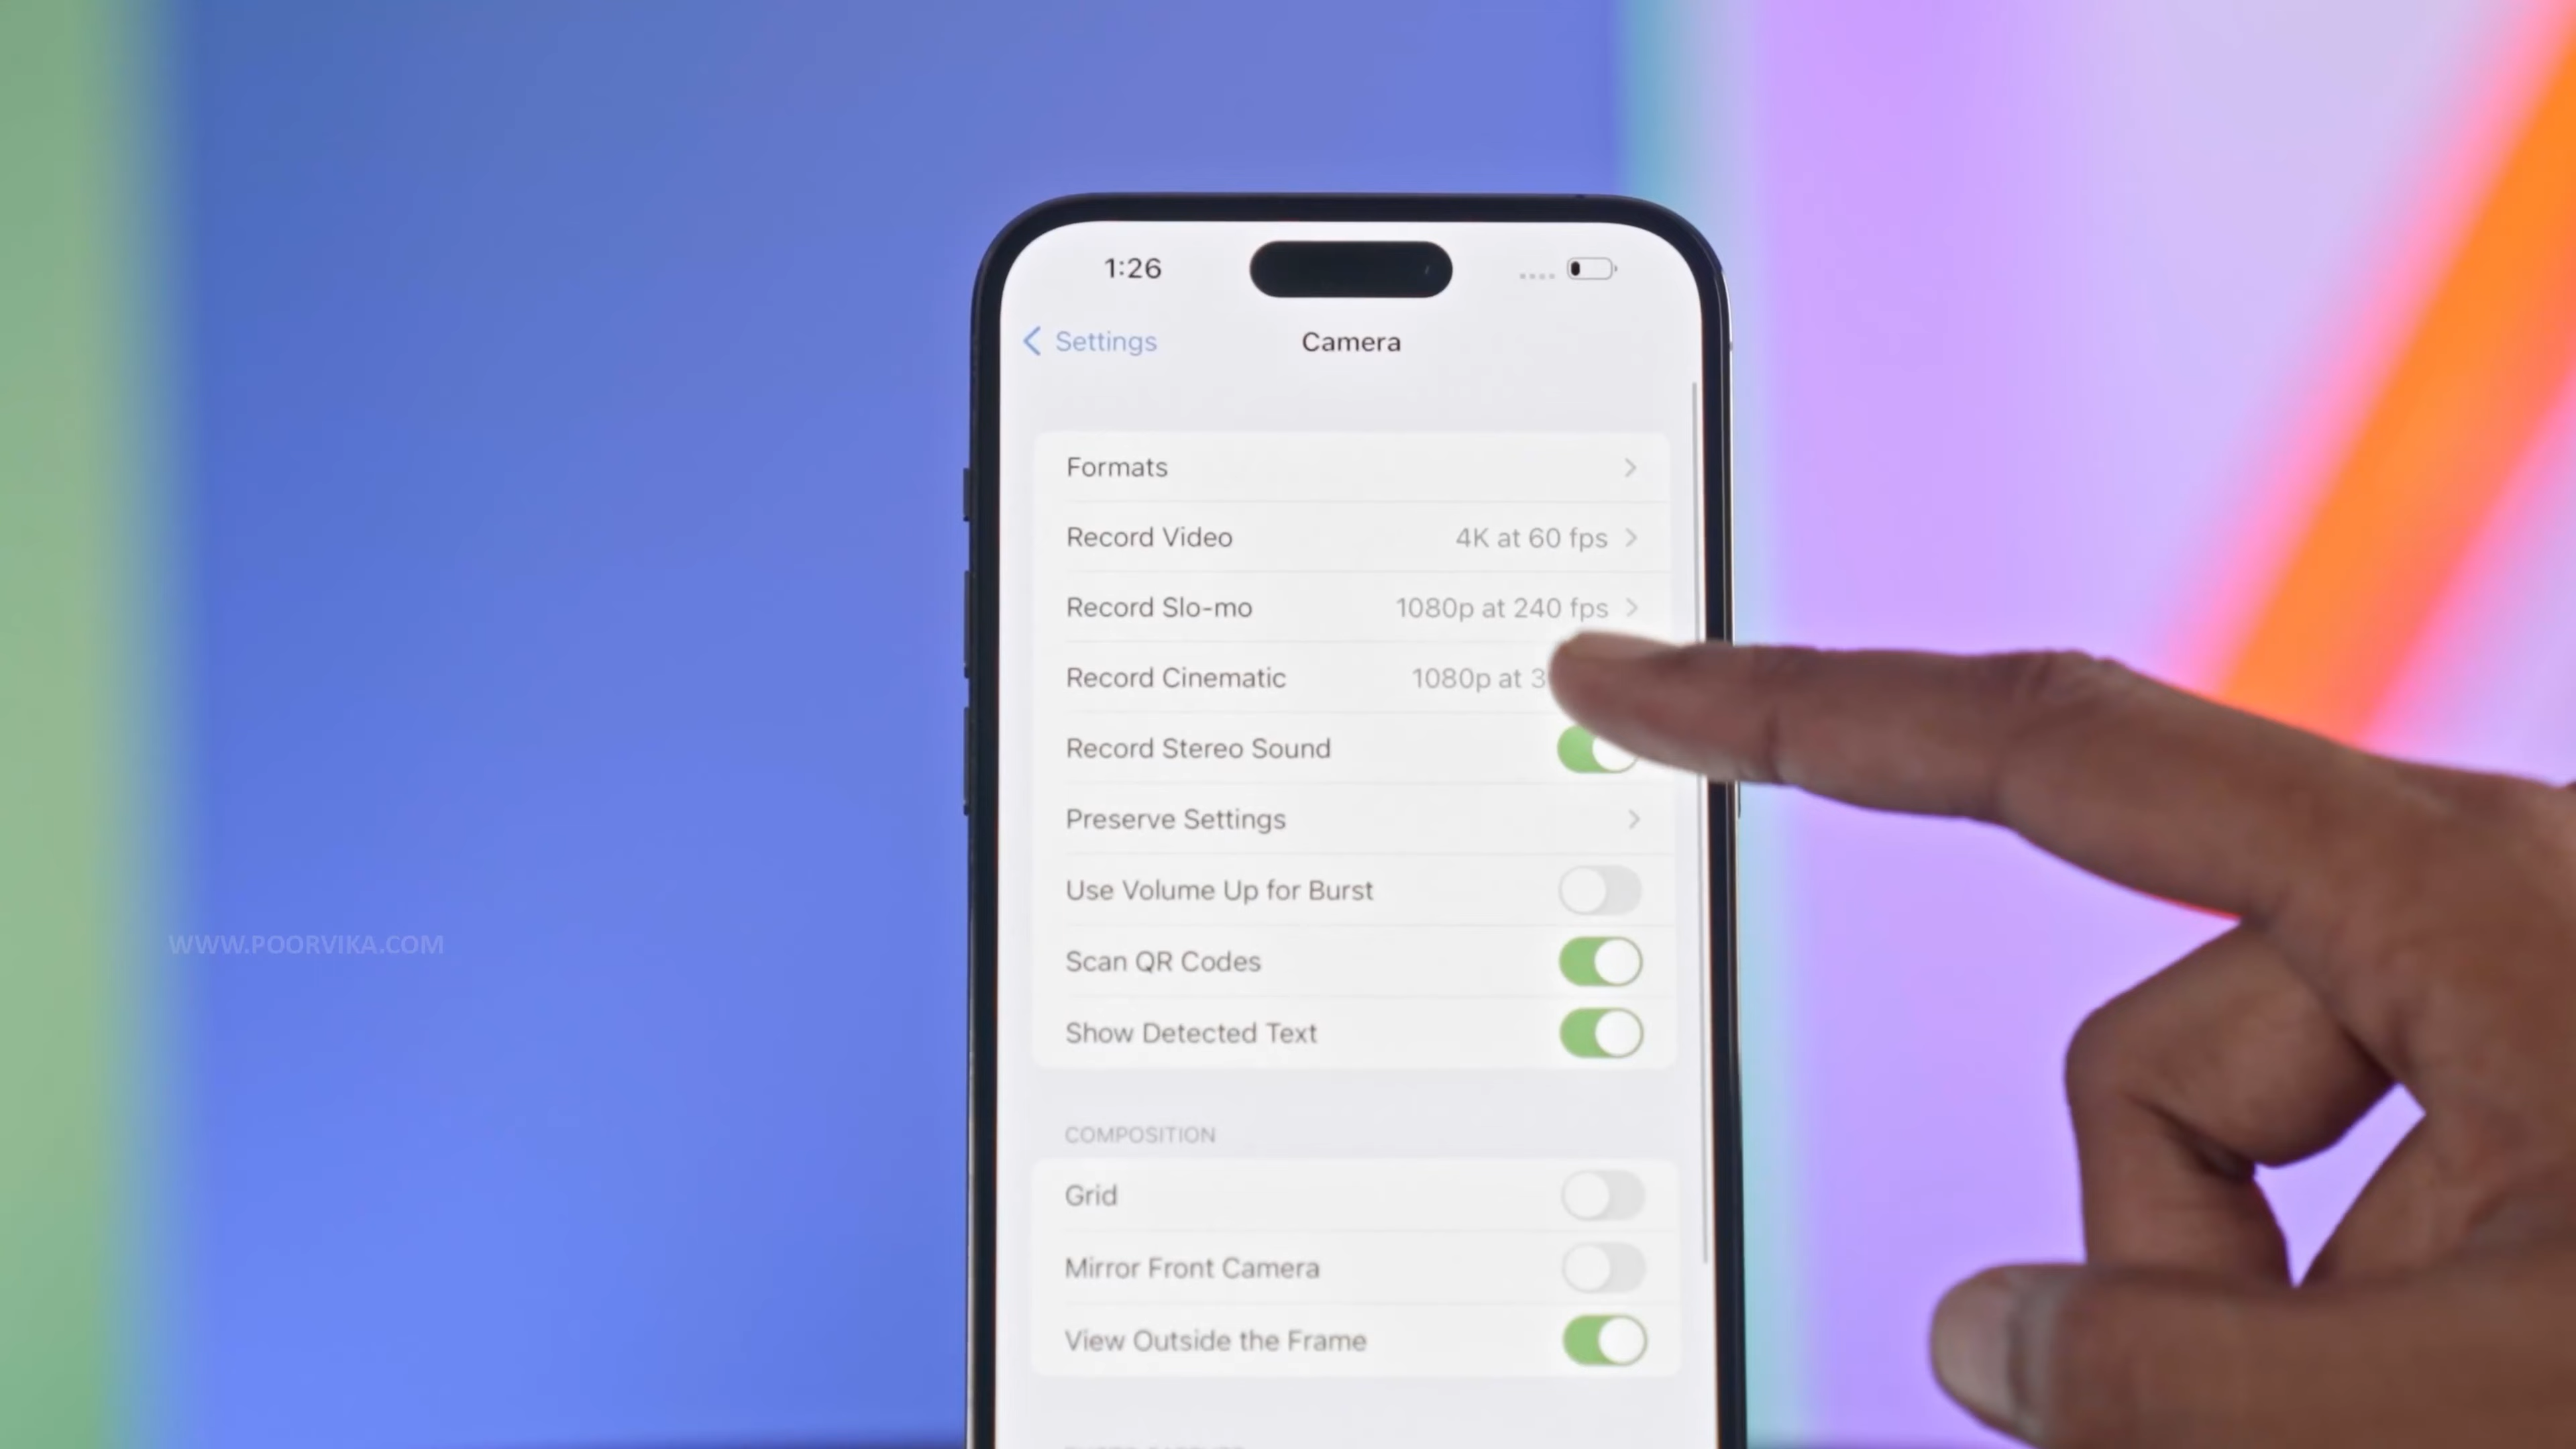 1:26
Settings
Camera
Formats
Record Video 4K at 60 fps
Record Slo-mo 1080p at 240 fps
Record Cinematic 1080p at
Record Stereo Sound
Preserve Settings
Use Volume Up for Burst
Scan QR Codes
Show Detected Text
COMPOSITION
Grid
Mirror Front Camera
View Outside the Frame
WWW.POORVIKA.COM